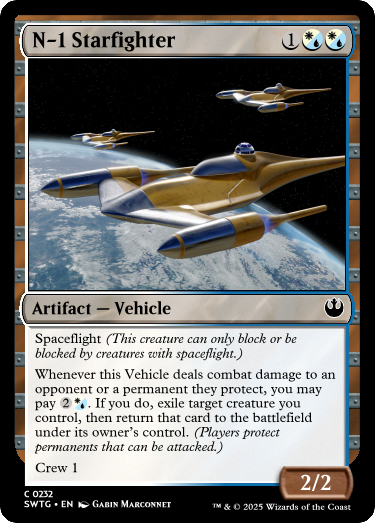 N-1 Starfighter 1
Artifact — Vehicle
Spaceflight (This creature can only block or be
blocked by creatures with spaceflight.)
Whenever this Vehicle deals combat damage to an
opponent or a permanent they protect, you may
pay 2 . If you do, exile target creature you
control, then return that card to the battlefield
under its owner's control. (Players protect
permanents that can be attacked.)
Crew 1
2/2
C 0232
SWTG • EN Gabin Marconnet
™ & © 2025 Wizards of the Coast